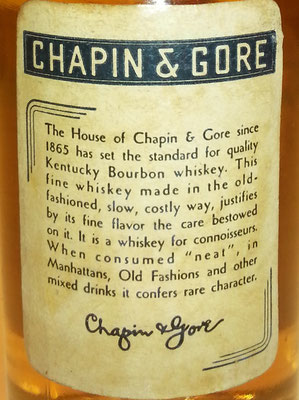 CHAPIN & GORE
The House of Chapin & Gore since
1865 has set the standard for quality
Kentucky Bourbon whiskey. This
fine whiskey made in the old-
fashioned, slow, costly way, justifies
by its fine flavor the care bestowed
on it. It is a whiskey for connoisseurs.
When consumed "neat", in
Manhattans, Old Fashions and other
mixed drinks it confers rare character.
Chapin & Gore